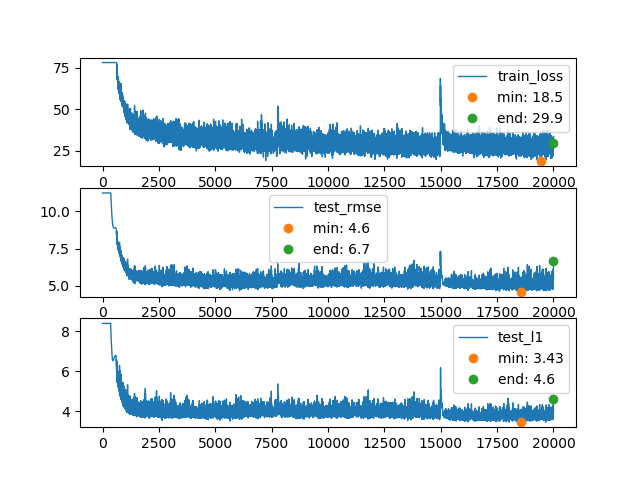 75
50
25
train_loss
min: 18.5
end: 29.9
0 2500 5000 7500 10000 12500 15000 17500 20000
10.0
7.5
5.0
test_rmse
min: 4.6
end: 6.7
0 2500 5000 7500 10000 12500 15000 17500 20000
8
6
4
test_l1
min: 3.43
end: 4.6
0 2500 5000 7500 10000 12500 15000 17500 20000